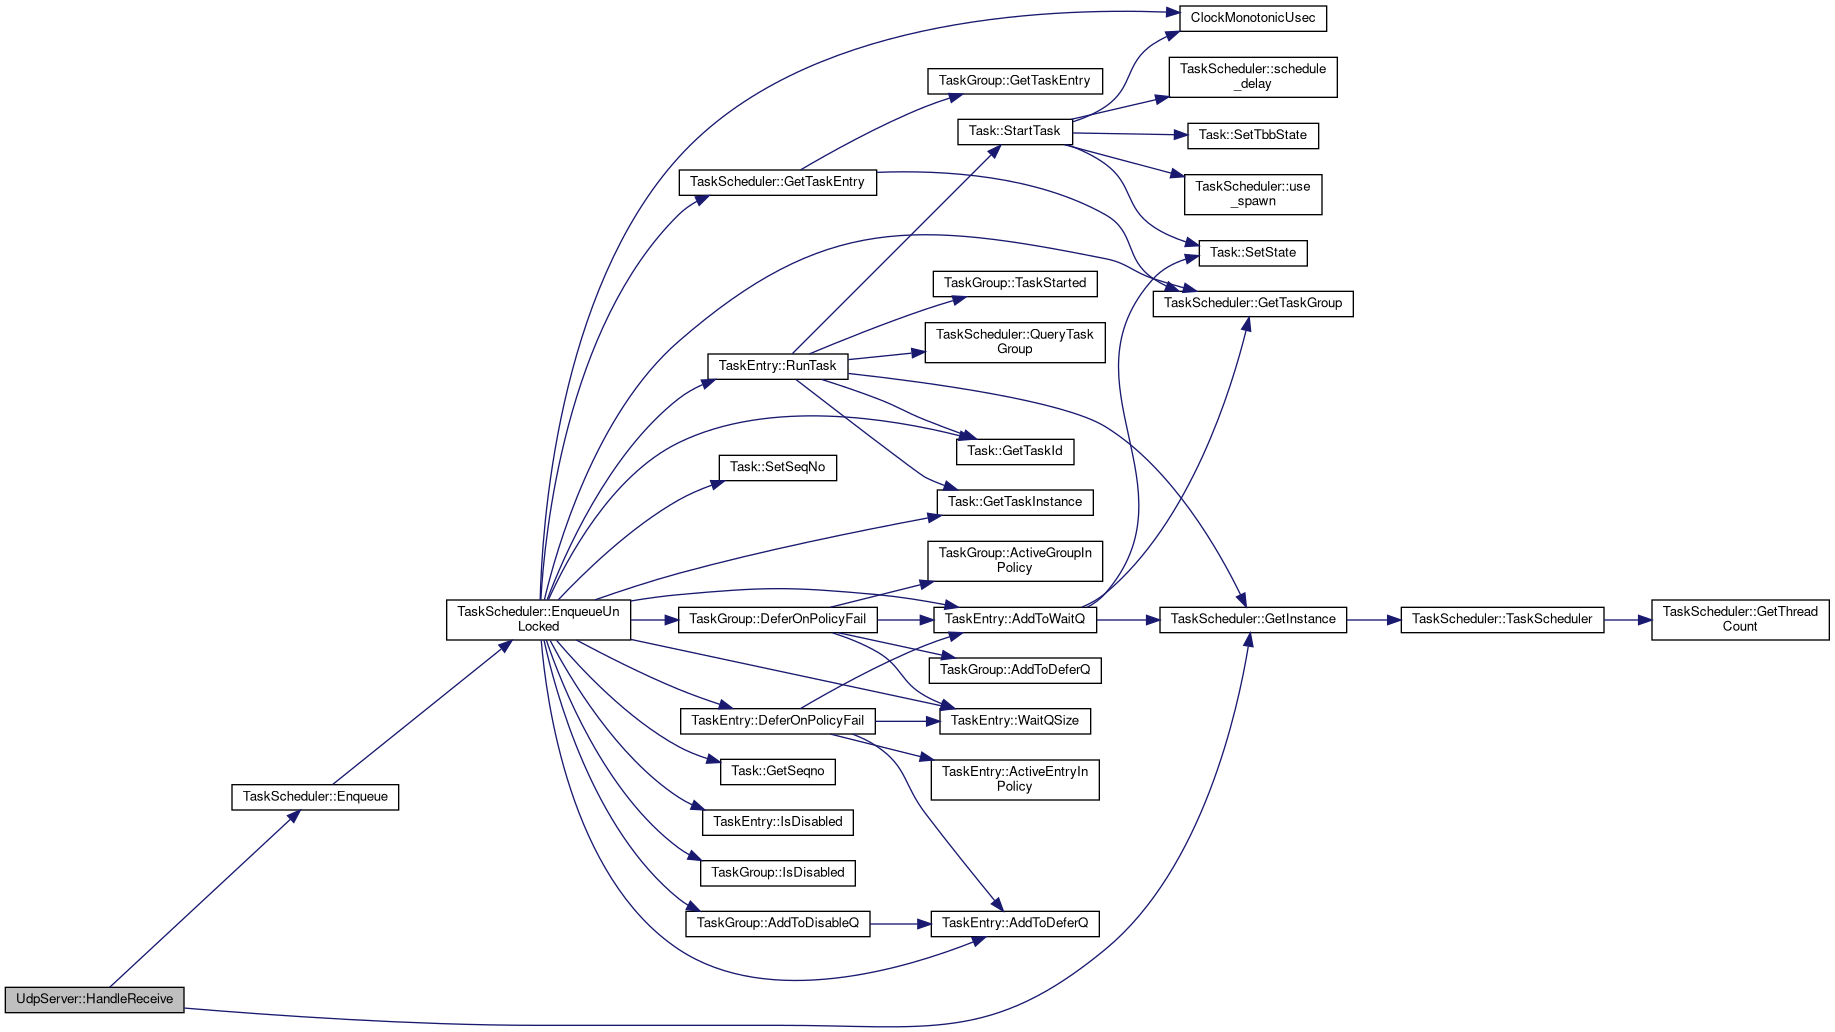 ClockMonotonicUsec
TaskScheduler::schedule
_delay
TaskGroup::GetTaskEntry
Task::StartTask
Task::SetTbbState
TaskScheduler::GetTaskEntry
TaskScheduler::use
_spawn
Task::SetState
TaskGroup::TaskStarted
TaskScheduler::GetTaskGroup
TaskScheduler::QueryTask
Group
TaskEntry::RunTask
Task::GetTaskId
Task::SetSeqNo
Task::GetTaskInstance
TaskGroup::ActiveGroupIn
Policy
TaskScheduler::EnqueueUn
Locked
TaskGroup::DeferOnPolicyFail
TaskEntry::AddToWaitQ
TaskScheduler::GetInstance
TaskScheduler::TaskScheduler
TaskScheduler::GetThread
Count
TaskGroup::AddToDeferQ
TaskEntry::DeferOnPolicyFail
TaskEntry::WaitQSize
Task::GetSeqno
TaskEntry::ActiveEntryIn
Policy
TaskScheduler::Enqueue
TaskEntry::IsDisabled
TaskGroup::IsDisabled
TaskGroup::AddToDisableQ
TaskEntry::AddToDeferQ
UdpServer::HandleReceive